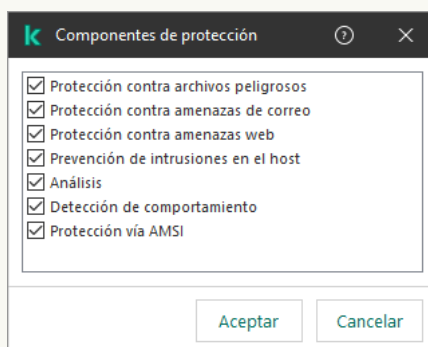 Componentes de protección
Protección contra archivos peligrosos
Protección contra amenazas de correo
Protección contra amenazas web
Prevención de intrusiones en el host
Análisis
Detección de comportamiento
Protección vía AMSI
Aceptar
Cancelar